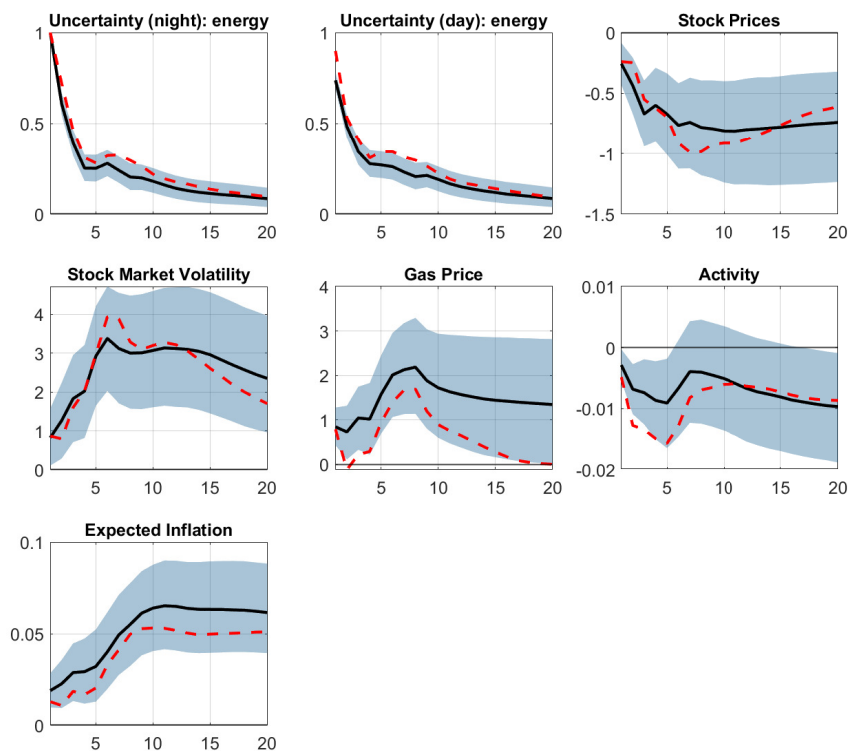 Uncertainty (night): energy
1
0.5
0
5 10 15 20
Uncertainty (day): energy
1
0.5
0
5 10 15 20
Stock Prices
0
-0.5
-1
-1.5
5 10 15 20
Stock Market Volatility
4
3
2
1
0
5 10 15 20
Gas Price
4
3
2
1
0
5 10 15 20
Activity
0.01
0
-0.01
-0.02
5 10 15 20
Expected Inflation
0.1
0.05
0
5 10 15 20